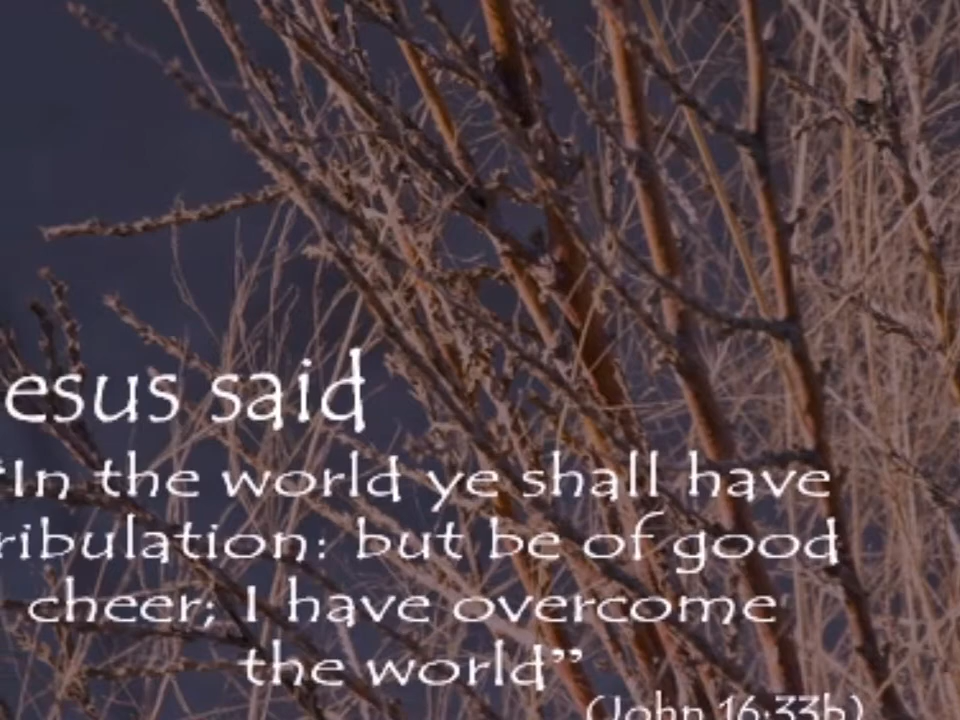 esus said
“In the world ye shall have
ribulation: but be of good
cheer; I have overcome
the world”
(John 16:33b)